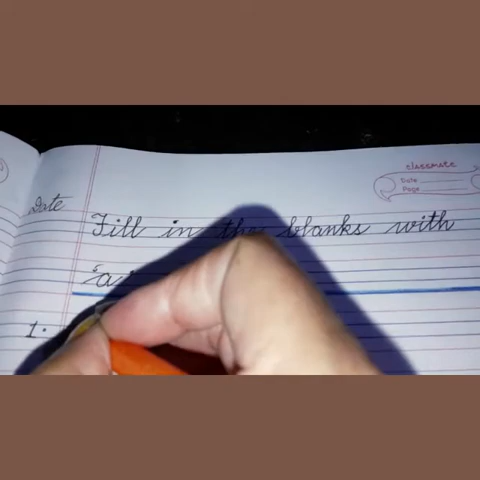 classmate
Date
Page
Date
Fill in the blanks with
'a'
1.